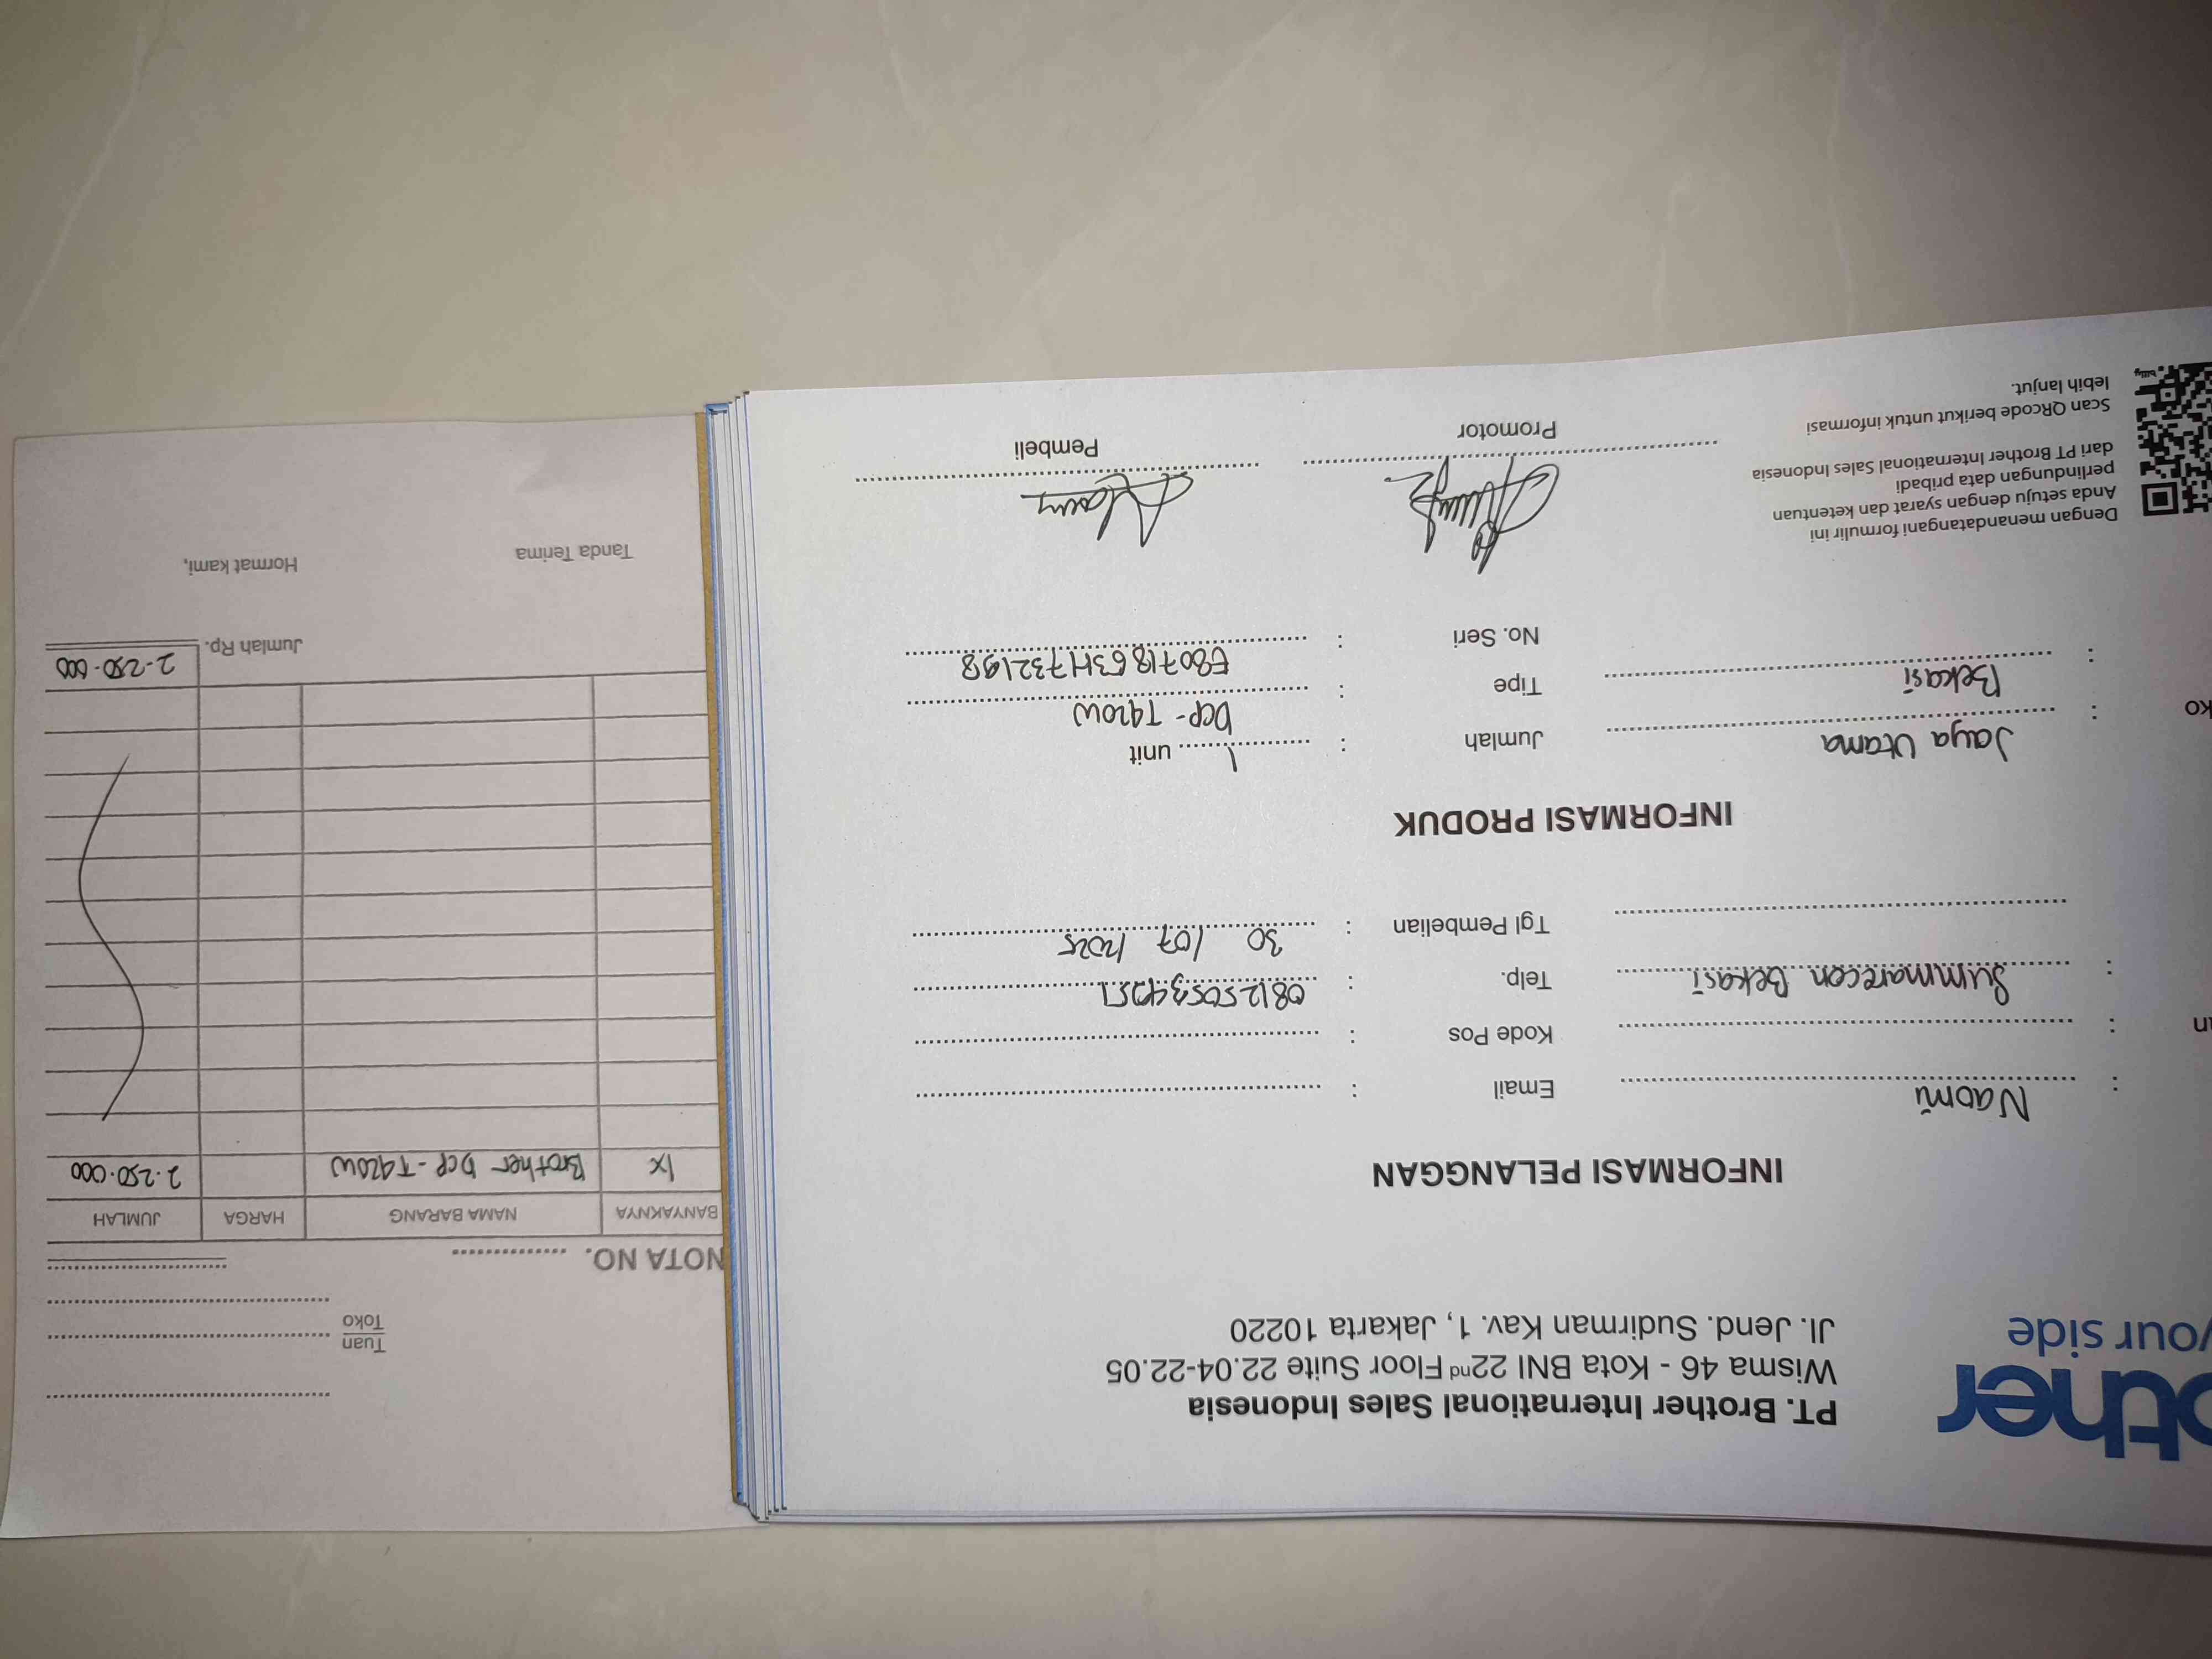 other
your side
PT. Brother International Sales Indonesia
Wisma 46 - Kota BNI 22nd Floor Suite 22.04-22.05
Jl. Jend. Sudirman Kav. 1, Jakarta 10220
INFORMASI PELANGGAN
: Naomi
Email :
:
Kode Pos :
: Summarecon Bekasi
Telp. : 081250534251
Tgl Pembelian : 30 / 07 / 2025
INFORMASI PRODUK
ko : Jaya Utama
Jumlah : 1 unit
: Bekasi
Tipe : DCP-T420W
No. Seri : E80718G3H732198
Dengan menandatangani formulir ini
Anda setuju dengan syarat dan ketentuan
perlindungan data pribadi
dari PT Brother International Sales Indonesia
Scan QRcode berikut untuk informasi
lebih lanjut.
Promotor
Pembeli
Tuan
Toko
NOTA NO.
BANYAKNYA NAMA BARANG HARGA JUMLAH
1x Brother DCP-T420W 2.250.000
Jumlah Rp. 2.250.000
Tanda Terima
Hormat kami,